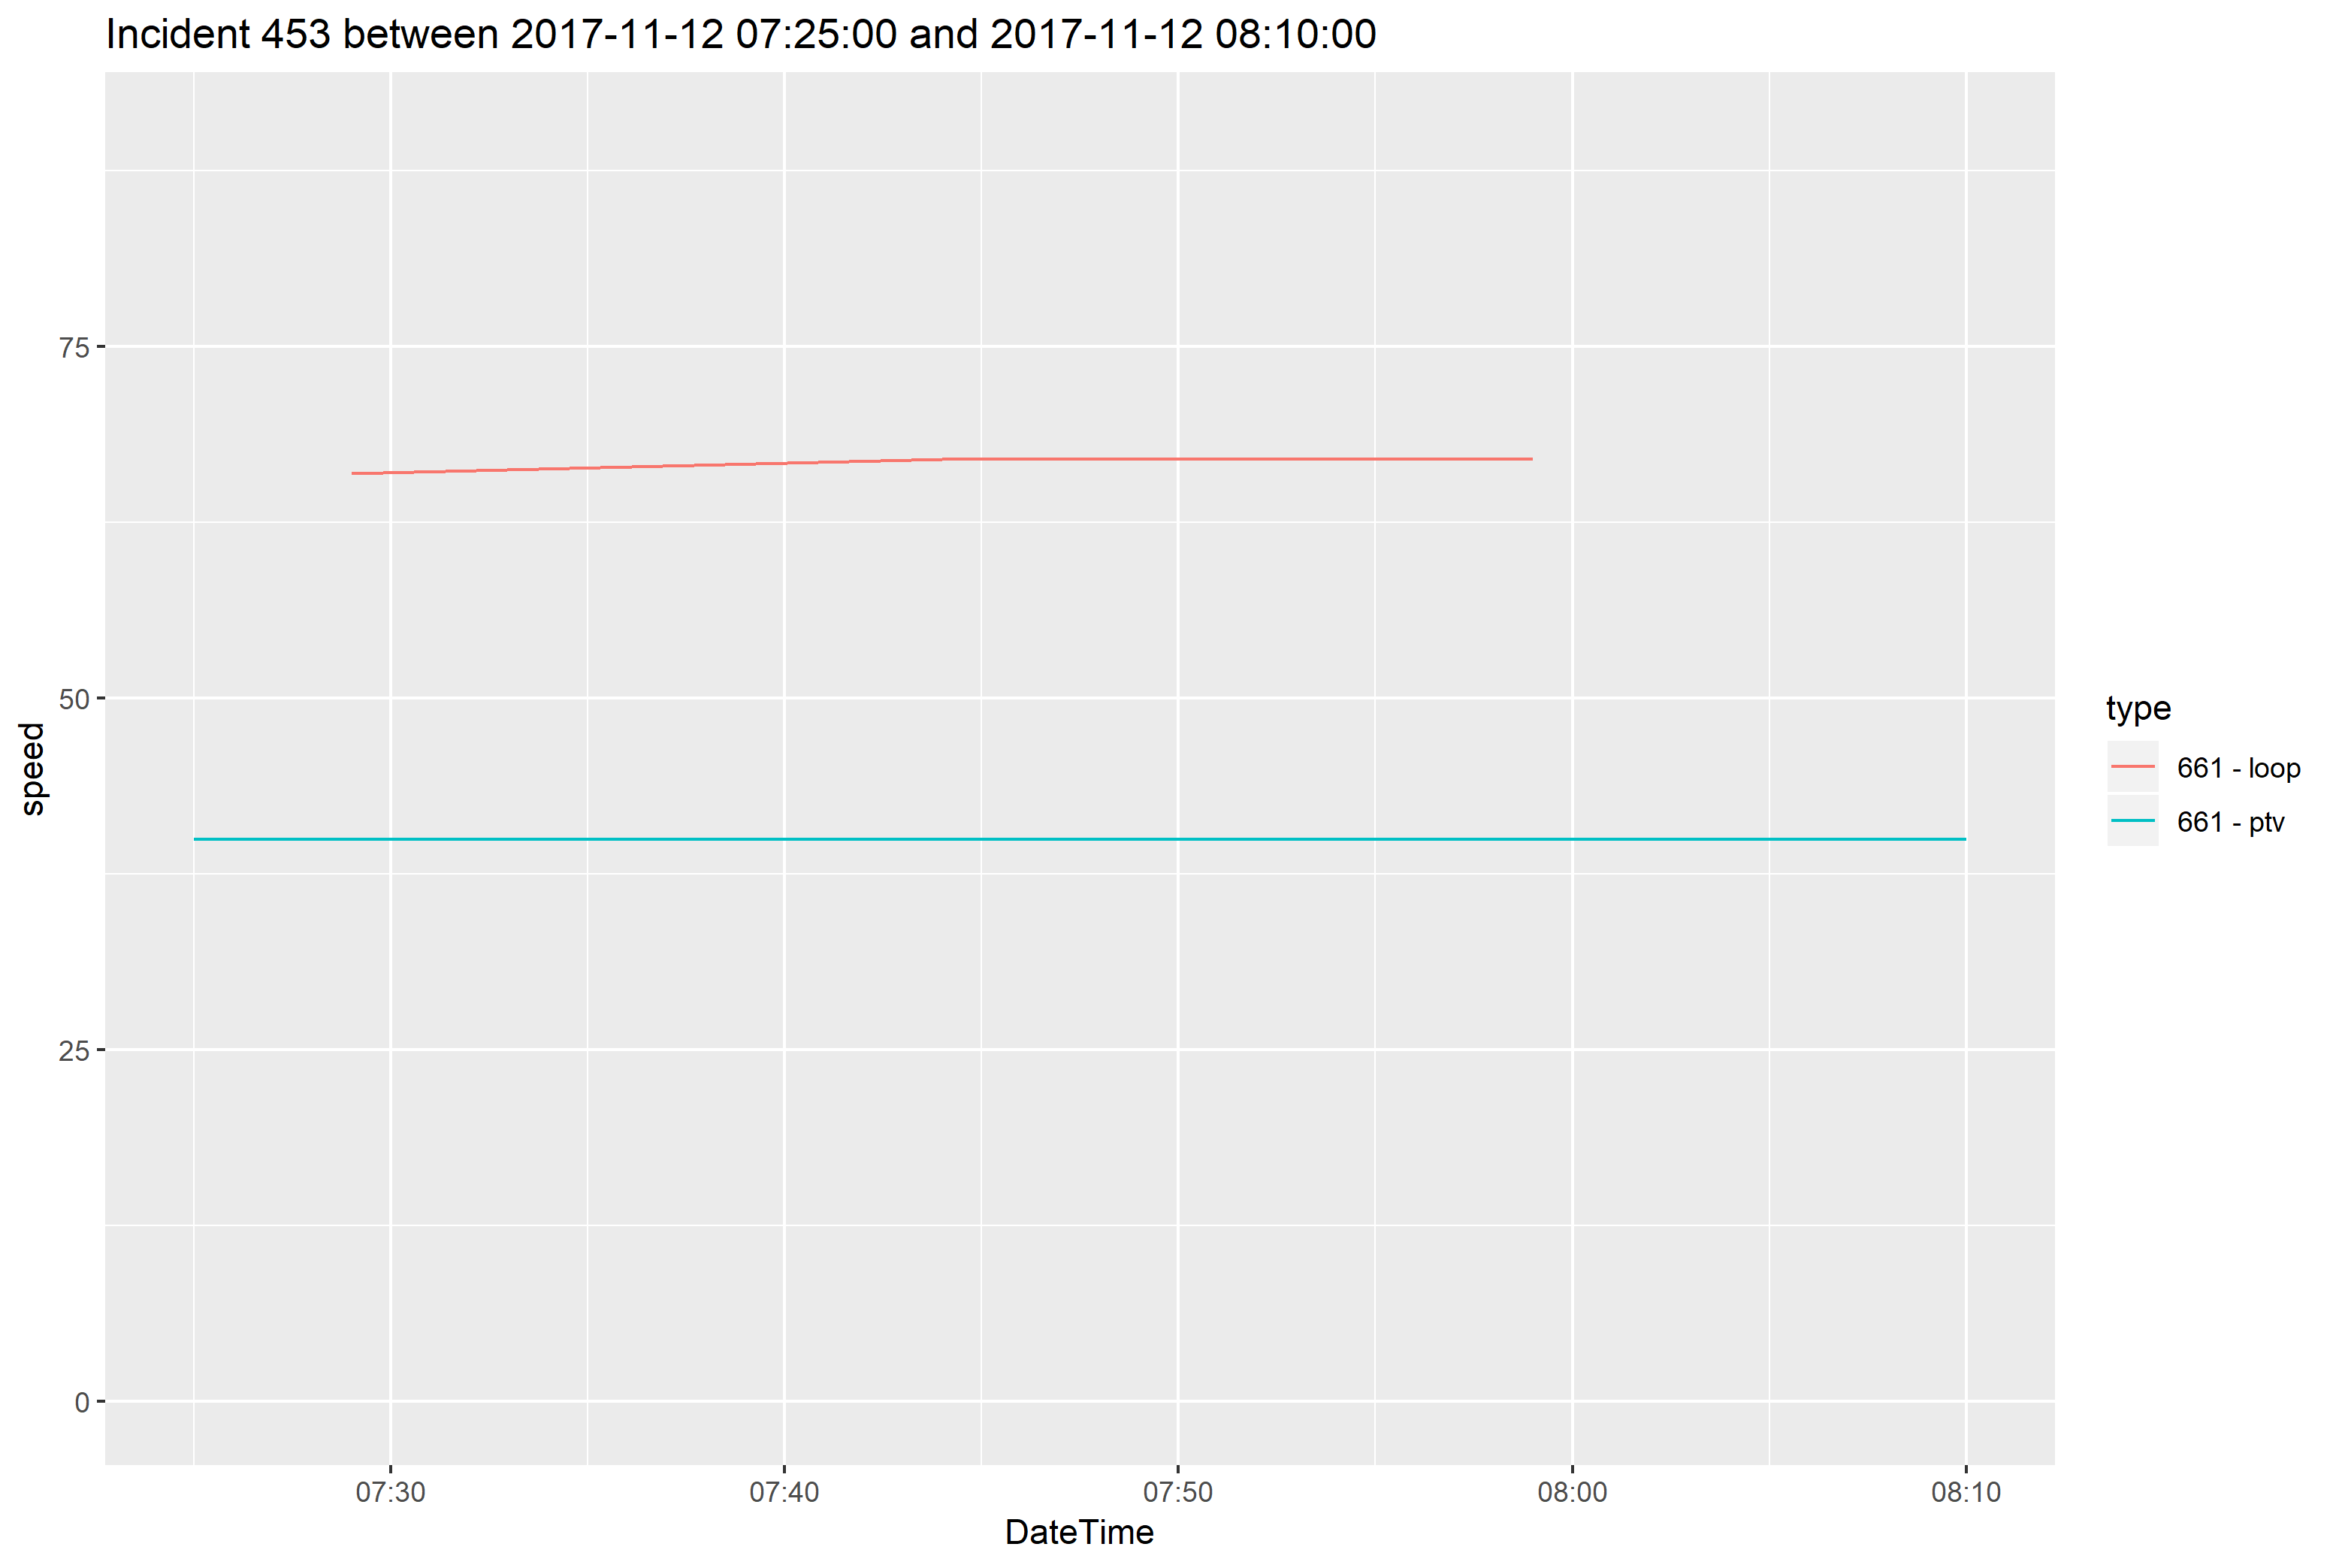 Incident 453 between 2017-11-12 07:25:00 and 2017-11-12 08:10:00
75
50
25
0
speed
07:30 07:40 07:50 08:00 08:10
DateTime
type
661 - loop
661 - ptv